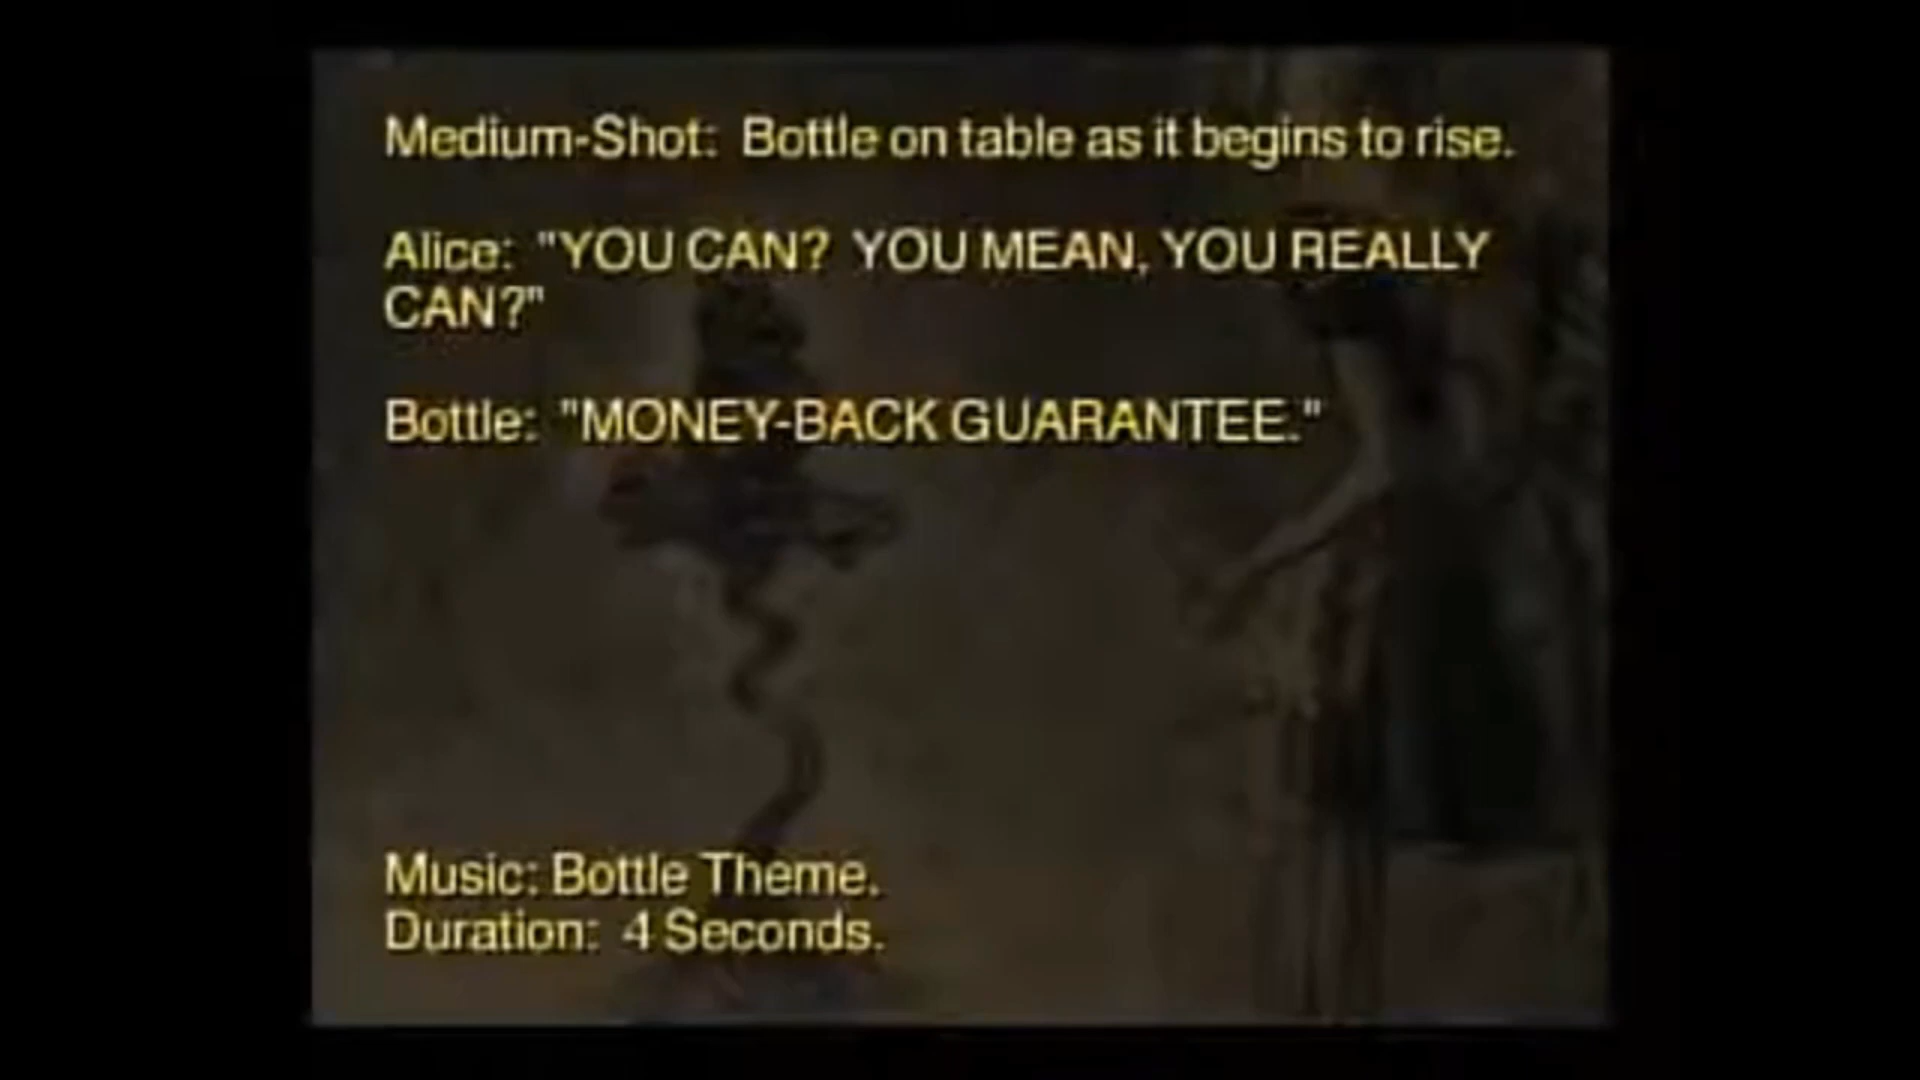 Medium-Shot: Bottle on table as it begins to rise.
Alice: "YOU CAN? YOU MEAN, YOU REALLY
CAN?"
Bottle: "MONEY-BACK GUARANTEE."
Music: Bottle Theme.
Duration: 4 Seconds.